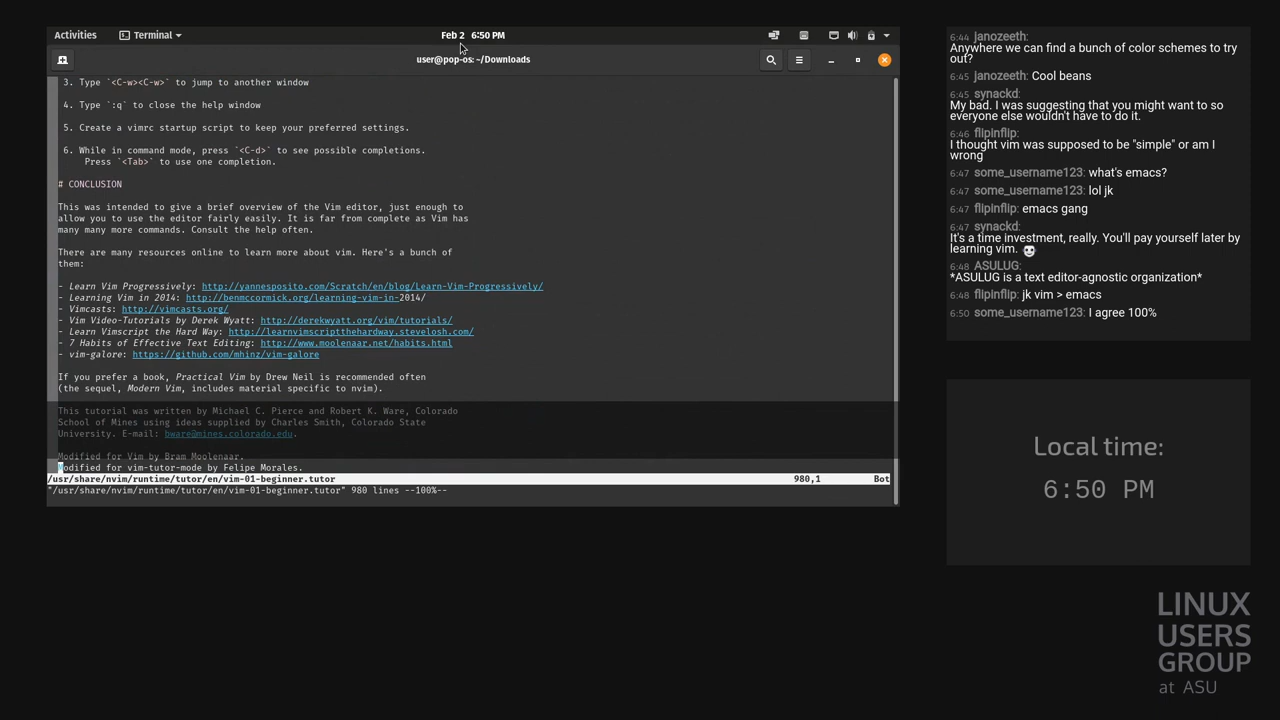 Activities
Terminal
Feb 2 6:50 PM
user@pop-os: ~/Downloads
3. Type `<C-w><C-w>` to jump to another window
4. Type `:q` to close the help window
5. Create a vimrc startup script to keep your preferred settings.
6. While in command mode, press `<C-d>` to see possible completions.
Press `<Tab>` to use one completion.
# CONCLUSION
This was intended to give a brief overview of the Vim editor, just enough to
allow you to use the editor fairly easily. It is far from complete as Vim has
many many more commands. Consult the help often.
There are many resources online to learn more about vim. Here's a bunch of
them:
- Learn Vim Progressively: http://yannesposito.com/Scratch/en/blog/Learn-Vim-Progressively/
- Learning Vim in 2014: http://benmccormick.org/learning-vim-in-2014/
- Vimcasts: http://vimcasts.org/
- Vim Video-Tutorials by Derek Wyatt: http://derekwyatt.org/vim/tutorials/
- Learn Vimscript the Hard Way: http://learnvimscriptthehardway.stevelosh.com/
- 7 Habits of Effective Text Editing: http://www.moolenaar.net/habits.html
- vim-galore: https://github.com/mhinz/vim-galore
If you prefer a book, Practical Vim by Drew Neil is recommended often
(the sequel, Modern Vim, includes material specific to nvim).
This tutorial was written by Michael C. Pierce and Robert K. Ware, Colorado
School of Mines using ideas supplied by Charles Smith, Colorado State
University. E-mail: bware@mines.colorado.edu.
Modified for Vim by Bram Moolenaar.
Modified for vim-tutor-mode by Felipe Morales.
/usr/share/nvim/runtime/tutor/en/vim-01-beginner.tutor 980,1 Bot
"/usr/share/nvim/runtime/tutor/en/vim-01-beginner.tutor" 980 lines --100%--
6:44 janozeeth:
Anywhere we can find a bunch of color schemes to try
out?
6:45 janozeeth: Cool beans
6:45 synackd:
My bad. I was suggesting that you might want to so
everyone else wouldn't have to do it.
6:46 flipinflip:
I thought vim was supposed to be "simple" or am I
wrong
6:47 some_username123: what's emacs?
6:47 some_username123: lol jk
6:47 flipinflip: emacs gang
6:47 synackd:
It's a time investment, really. You'll pay yourself later by
learning vim.
6:48 ASULUG:
*ASULUG is a text editor-agnostic organization*
6:48 flipinflip: jk vim > emacs
6:50 some_username123: I agree 100%
Local time:
6:50 PM
LINUX
USERS
GROUP
at ASU